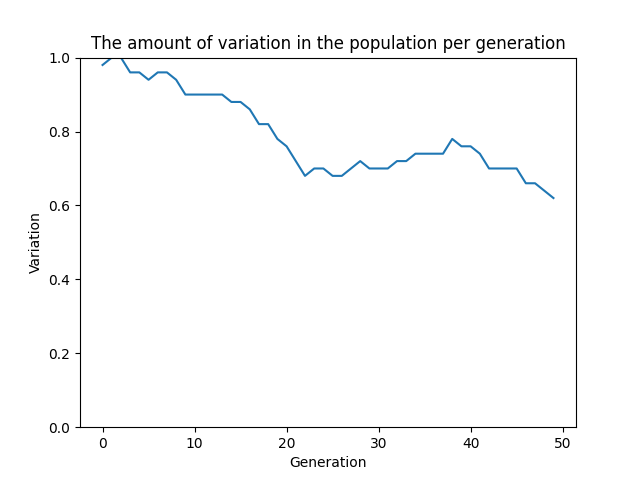 The amount of variation in the population per generation
1.0
0.8
0.6
0.4
0.2
0.0
Variation
0 10 20 30 40 50
Generation